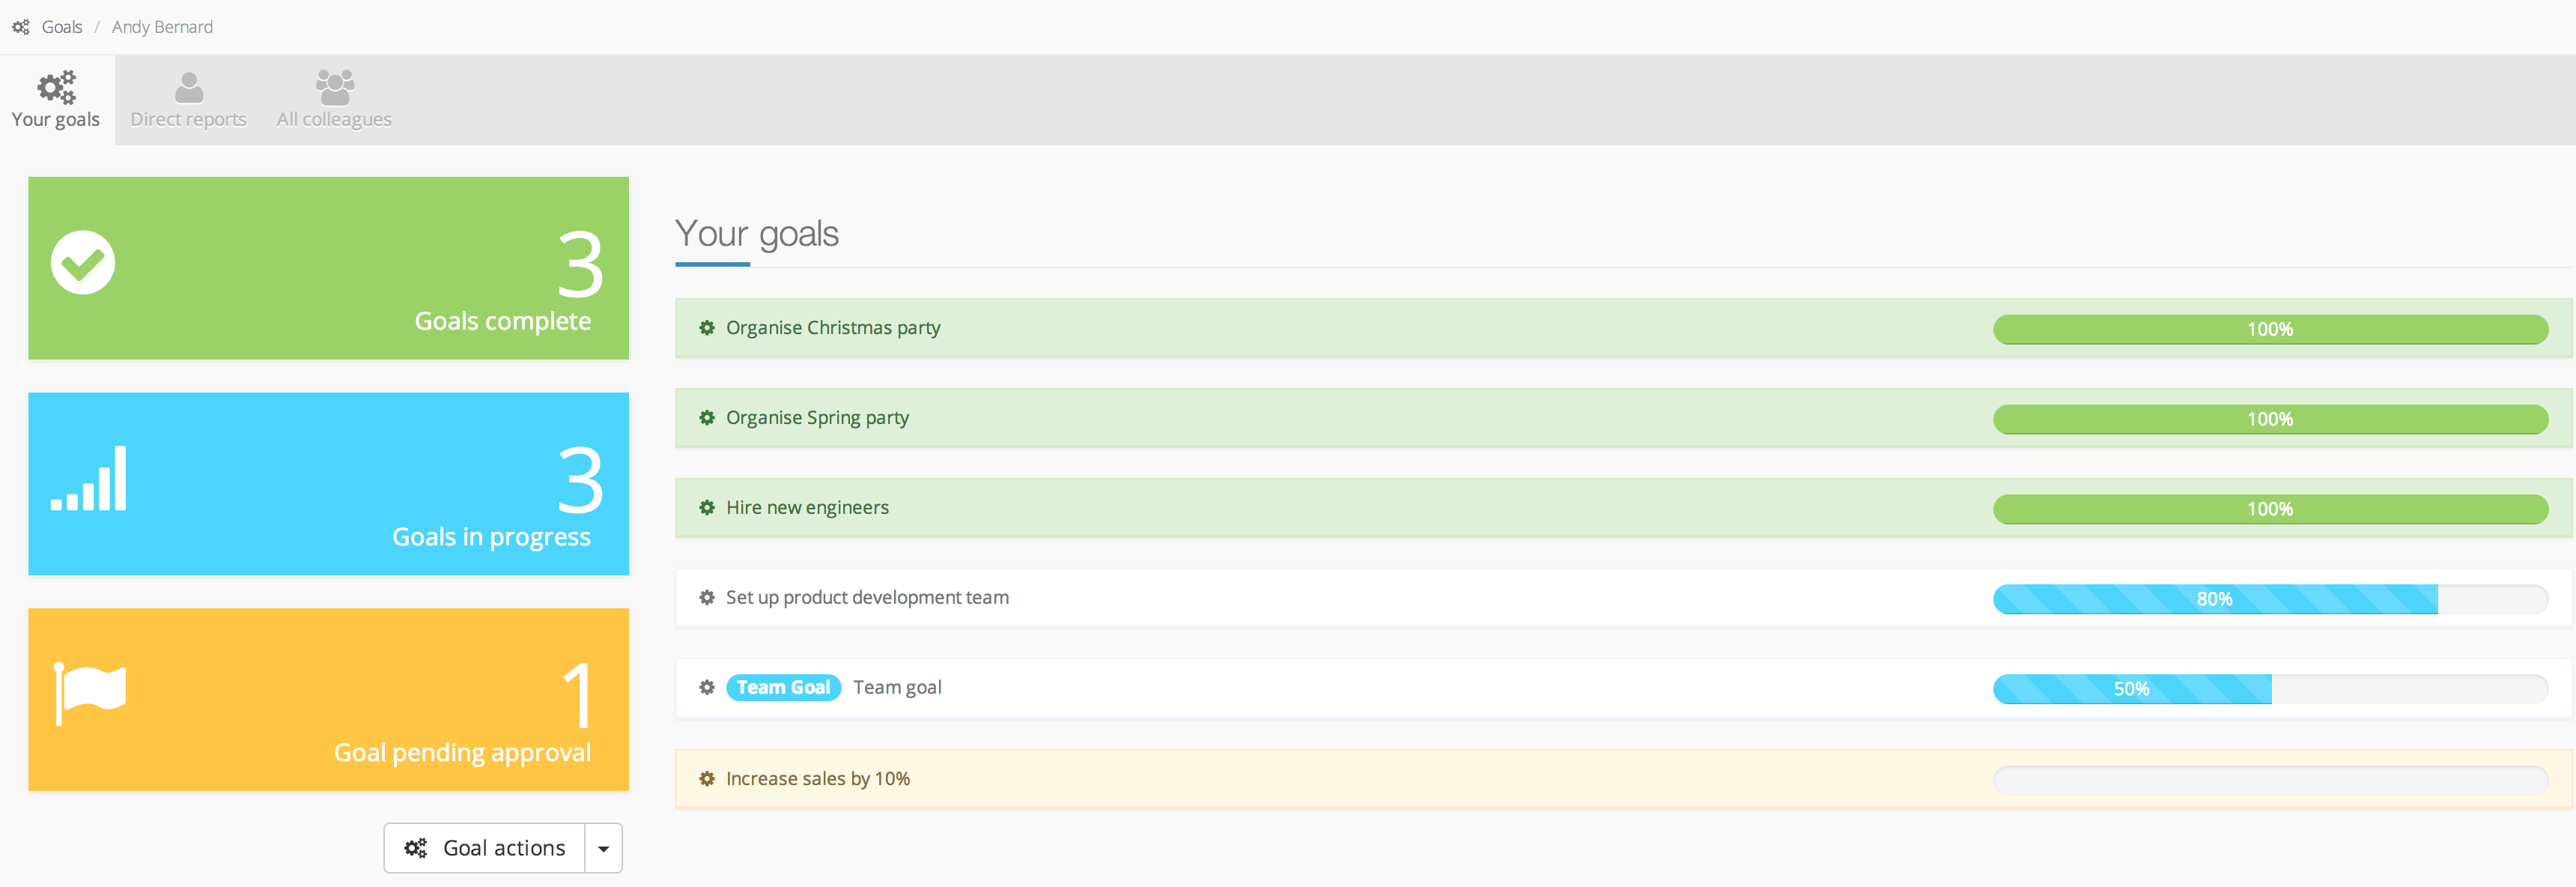 Goals / Andy Bernard
Your goals
Direct reports
All colleagues
3
Goals complete
3
Goals in progress
1
Goal pending approval
Goal actions
Your goals
Organise Christmas party 100%
Organise Spring party 100%
Hire new engineers 100%
Set up product development team 80%
Team Goal Team goal 50%
Increase sales by 10%